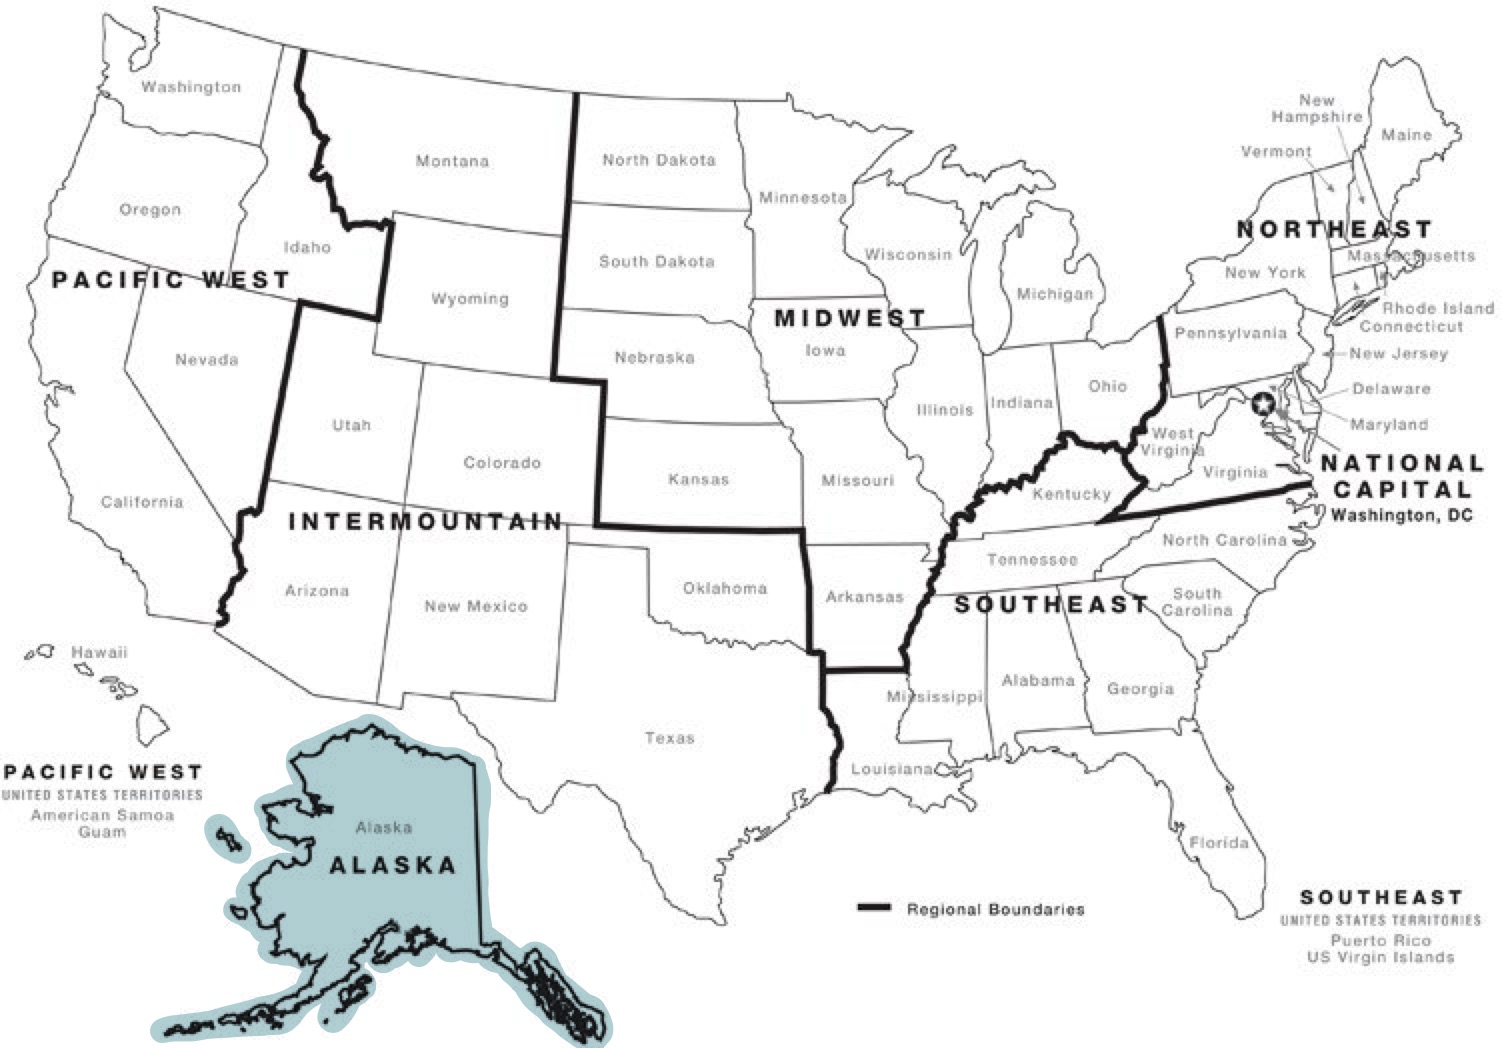 Washington
Oregon
Idaho
PACIFIC WEST
Nevada
California
Montana
Wyoming
Utah
Colorado
INTERMOUNTAIN
Arizona
New Mexico
Oklahoma
Texas
North Dakota
South Dakota
Nebraska
Kansas
Minnesota
Wisconsin
Michigan
MIDWEST
Iowa
Illinois
Indiana
Ohio
Missouri
Arkansas
New
Hampshire
Vermont
Maine
NORTHEAST
Massachusetts
New York
Rhode Island
Connecticut
Pennsylvania
New Jersey
Delaware
Maryland
West
Virginia
Virginia
NATIONAL
CAPITAL
Washington, DC
Kentucky
Tennessee
North Carolina
SOUTHEAST
South
Carolina
Mississippi
Alabama
Georgia
Louisiana
Florida
Hawaii
PACIFIC WEST
UNITED STATES TERRITORIES
American Samoa
Guam
Alaska
ALASKA
Regional Boundaries
SOUTHEAST
UNITED STATES TERRITORIES
Puerto Rico
US Virgin Islands